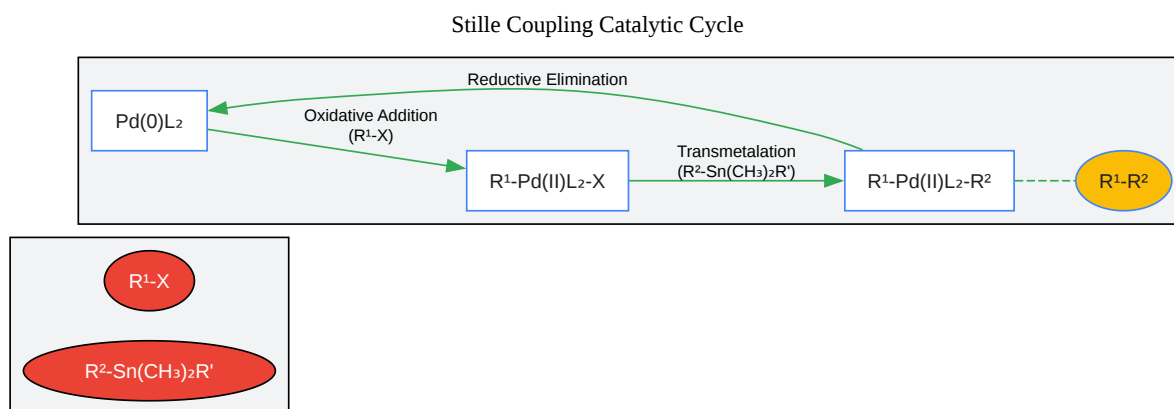 Stille Coupling Catalytic Cycle
Reductive Elimination
Pd(0)L₂
Oxidative Addition
(R¹-X)
Transmetalation
(R²-Sn(CH₃)₂R')
R¹-Pd(II)L₂-X
R¹-Pd(II)L₂-R²
R¹-R²
R¹-X
R²-Sn(CH₃)₂R'